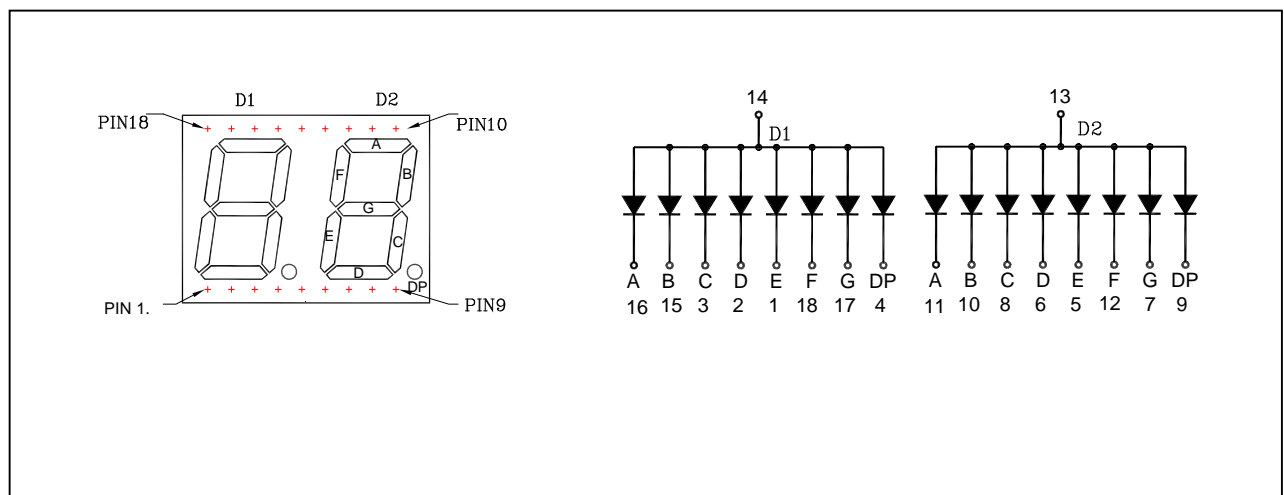 D1 D2
PIN18 PIN10
A
F B
G
E C
D
DP
PIN 1. PIN9
14
D1
A B C D E F G DP
16 15 3 2 1 18 17 4
13
D2
A B C D E F G DP
11 10 8 6 5 12 7 9